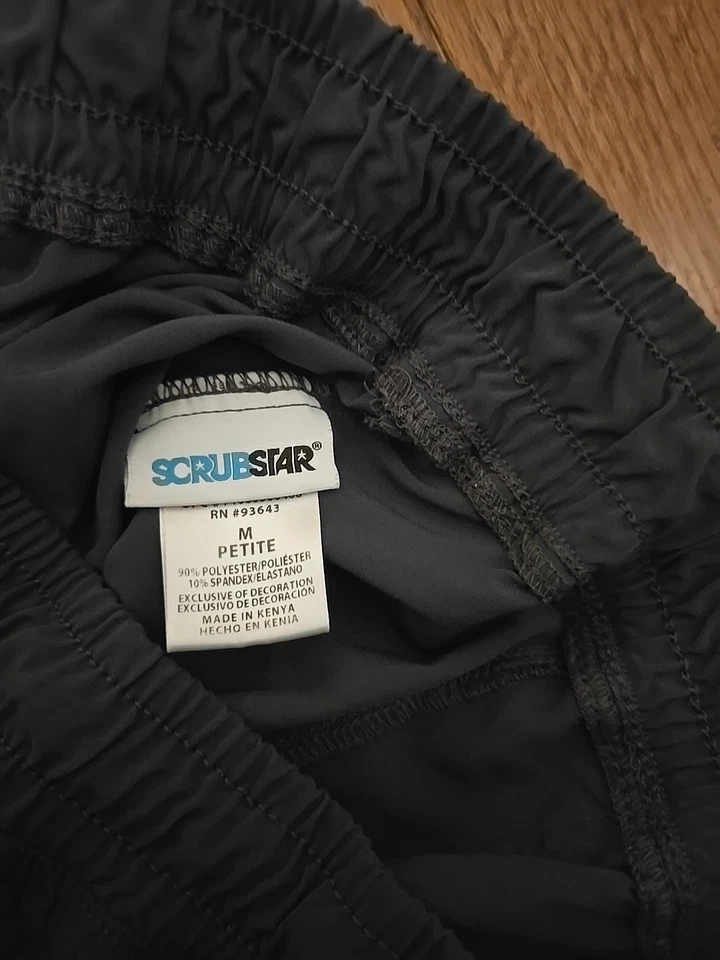 SCRUBSTAR®
RN #93643
M
PETITE
90% POLYESTER/POLIÉSTER
10% SPANDEX/ELASTANO
EXCLUSIVE OF DECORATION
EXCLUSIVO DE DECORACIÓN
MADE IN KENYA
HECHO EN KENIA